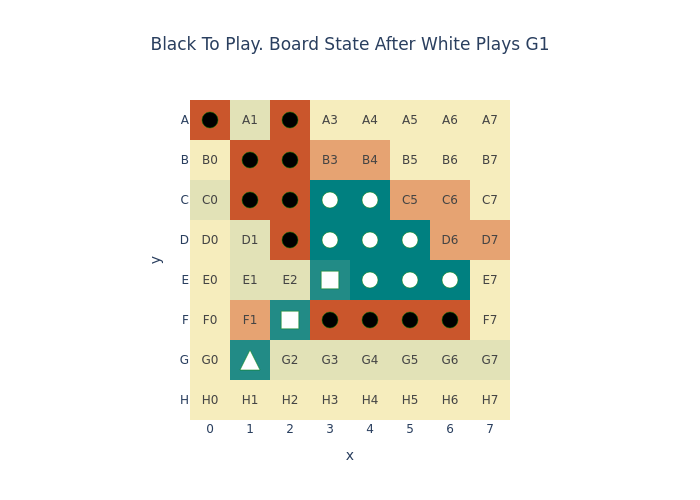 Black To Play. Board State After White Plays G1
A A1 A3 A4 A5 A6 A7
B B0 B3 B4 B5 B6 B7
C C0 C5 C6 C7
D D0 D1 D6 D7
E E0 E1 E2 E7
F F0 F1 F7
G G0 G2 G3 G4 G5 G6 G7
H H0 H1 H2 H3 H4 H5 H6 H7
0 1 2 3 4 5 6 7
x
y